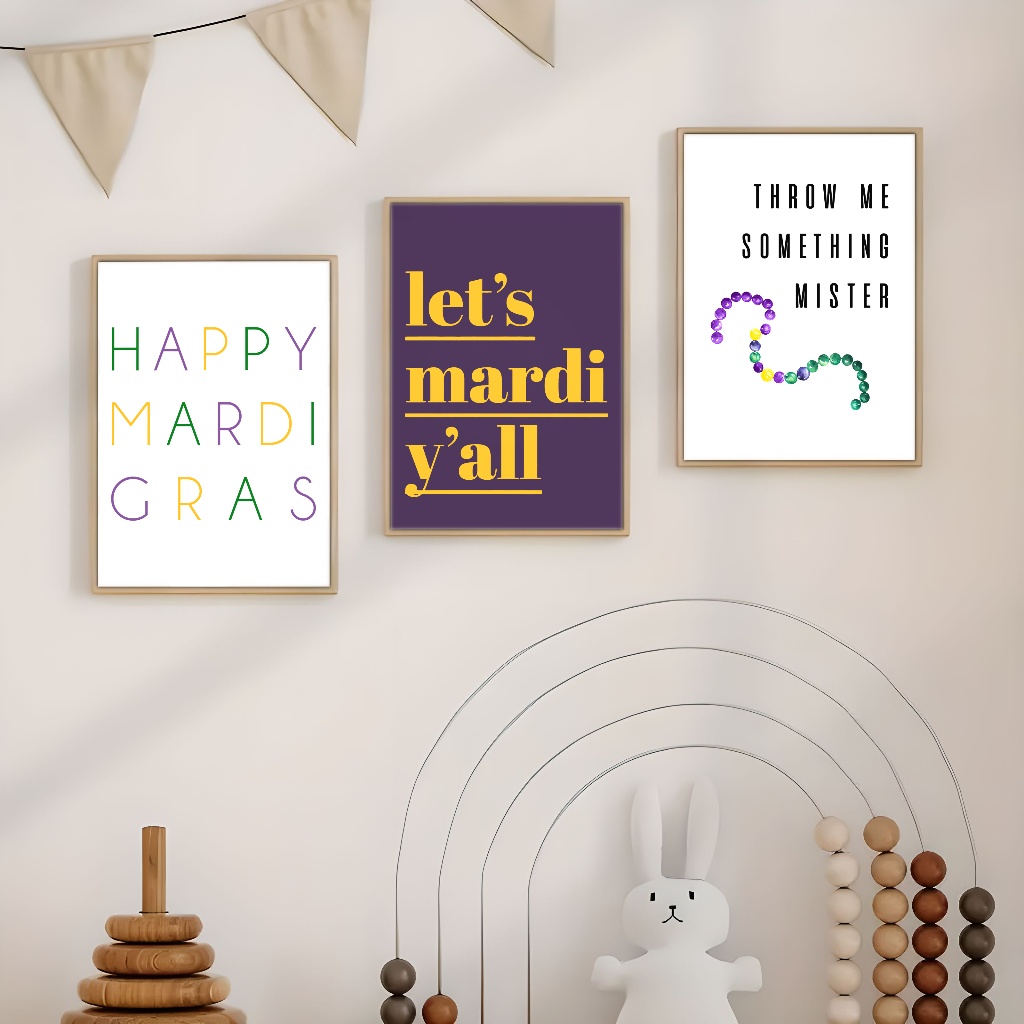 HAPPY
MARDI
GRAS
let's
mardi
y'all
THROW ME
SOMETHING
MISTER